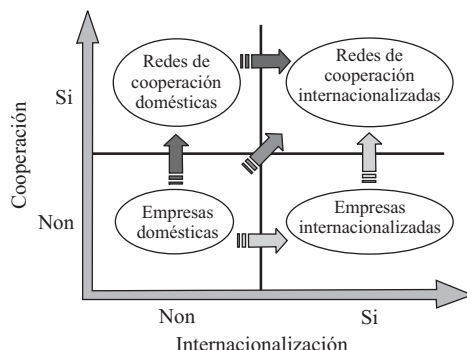 Redes de
cooperación
domésticas
Redes de
cooperación
internacionalizadas
Si
Cooperación
Non
Empresas
domésticas
Empresas
internacionalizadas
Non
Si
Internacionalización